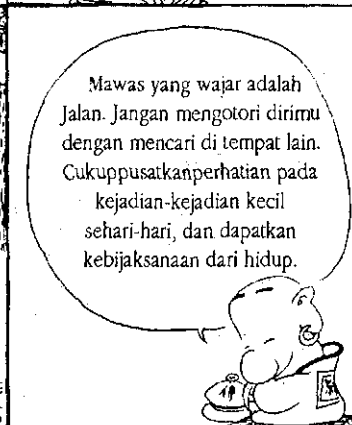 Mawas yang wajar adalah
Jalan. Jangan mengotori dirimu
dengan mencari di tempat lain.
Cukuppusatkanperhatian pada
kejadian-kejadian kecil
sehari-hari, dan dapatkan
kebijaksanaan dari hidup.